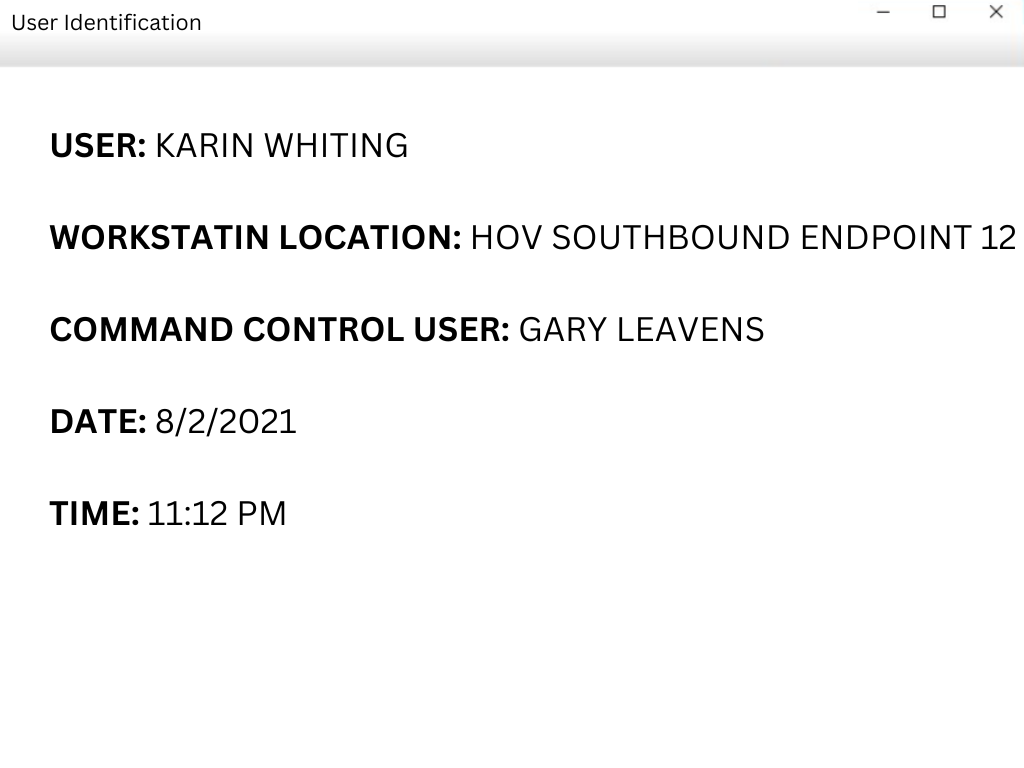 User Identification
USER: KARIN WHITING
WORKSTATIN LOCATION: HOV SOUTHBOUND ENDPOINT 12
COMMAND CONTROL USER: GARY LEAVENS
DATE: 8/2/2021
TIME: 11:12 PM